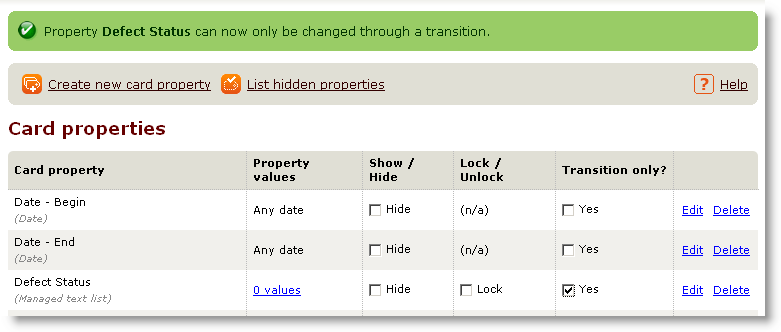 Property Defect Status can now only be changed through a transition.
Create new card property List hidden properties ? Help
Card properties
Card property Property values Show / Hide Lock / Unlock Transition only?
Date - Begin Any date Hide (n/a) Yes Edit Delete
(Date)
Date - End Any date Hide (n/a) Yes Edit Delete
(Date)
Defect Status 0 values Hide Lock Yes Edit Delete
(Managed text list)